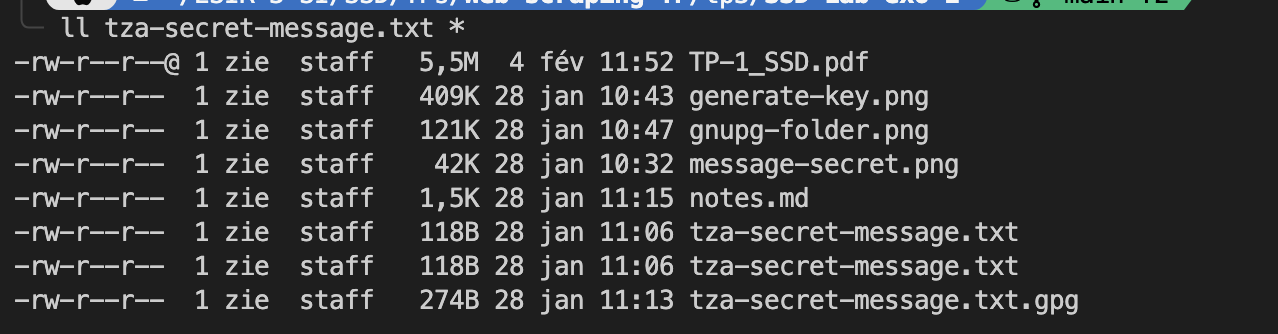 ll tza-secret-message.txt *
-rw-r--r--@ 1 zie  staff   5,5M  4 fév 11:52 TP-1_SSD.pdf
-rw-r--r--  1 zie  staff   409K 28 jan 10:43 generate-key.png
-rw-r--r--  1 zie  staff   121K 28 jan 10:47 gnupg-folder.png
-rw-r--r--  1 zie  staff    42K 28 jan 10:32 message-secret.png
-rw-r--r--  1 zie  staff   1,5K 28 jan 11:15 notes.md
-rw-r--r--  1 zie  staff   118B 28 jan 11:06 tza-secret-message.txt
-rw-r--r--  1 zie  staff   118B 28 jan 11:06 tza-secret-message.txt
-rw-r--r--  1 zie  staff   274B 28 jan 11:13 tza-secret-message.txt.gpg